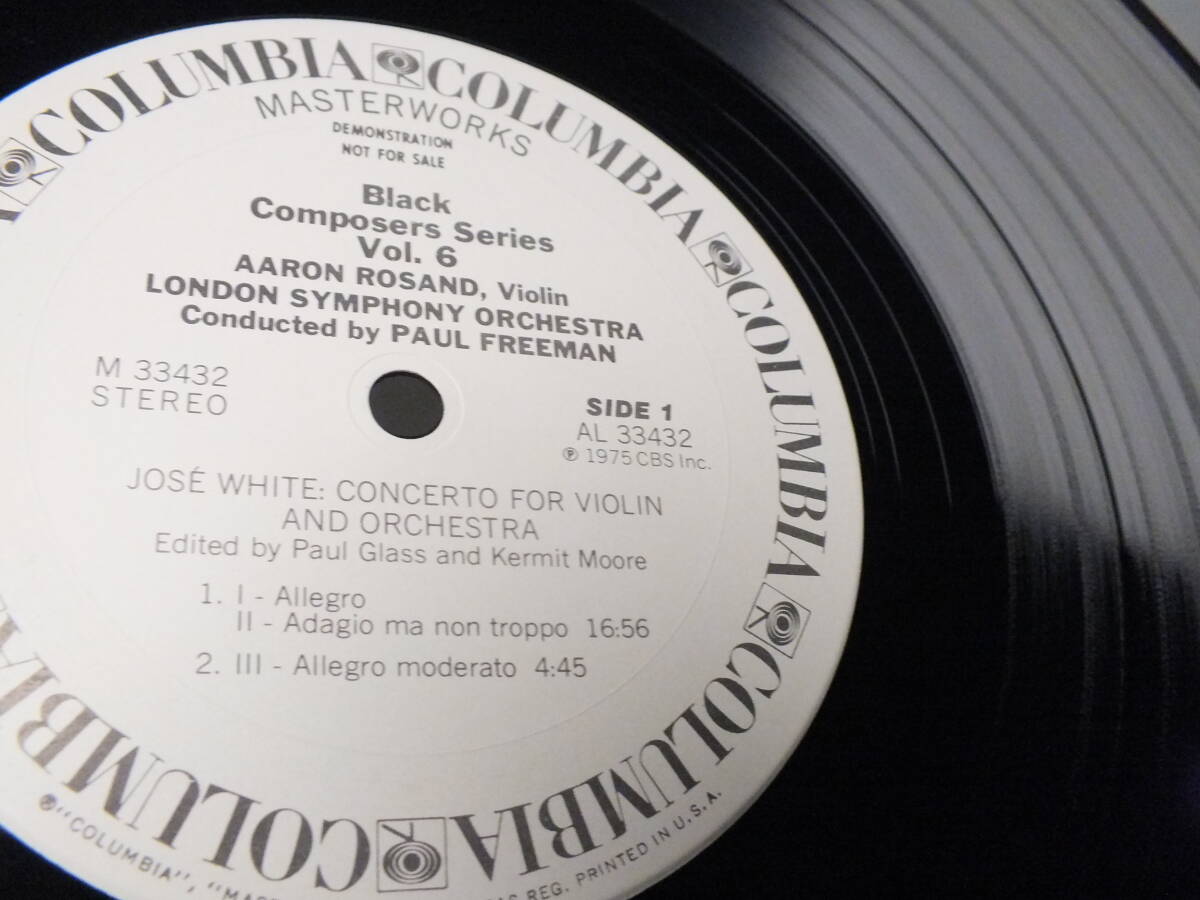 COLUMBIA COLUMBIA COLUMBIA COLUMBIA COLUMBIA COLUMBIA
MASTERWORKS
DEMONSTRATION
NOT FOR SALE
Black
Composers Series
Vol. 6
AARON ROSAND, Violin
LONDON SYMPHONY ORCHESTRA
Conducted by PAUL FREEMAN
M 33432
STEREO
SIDE 1
AL 33432
℗ 1975 CBS Inc.
JOSÉ WHITE: CONCERTO FOR VIOLIN
AND ORCHESTRA
Edited by Paul Glass and Kermit Moore
1. I - Allegro
II - Adagio ma non troppo 16:56
2. III - Allegro moderato 4:45
"COLUMBIA", REG. PRINTED IN U.S.A.